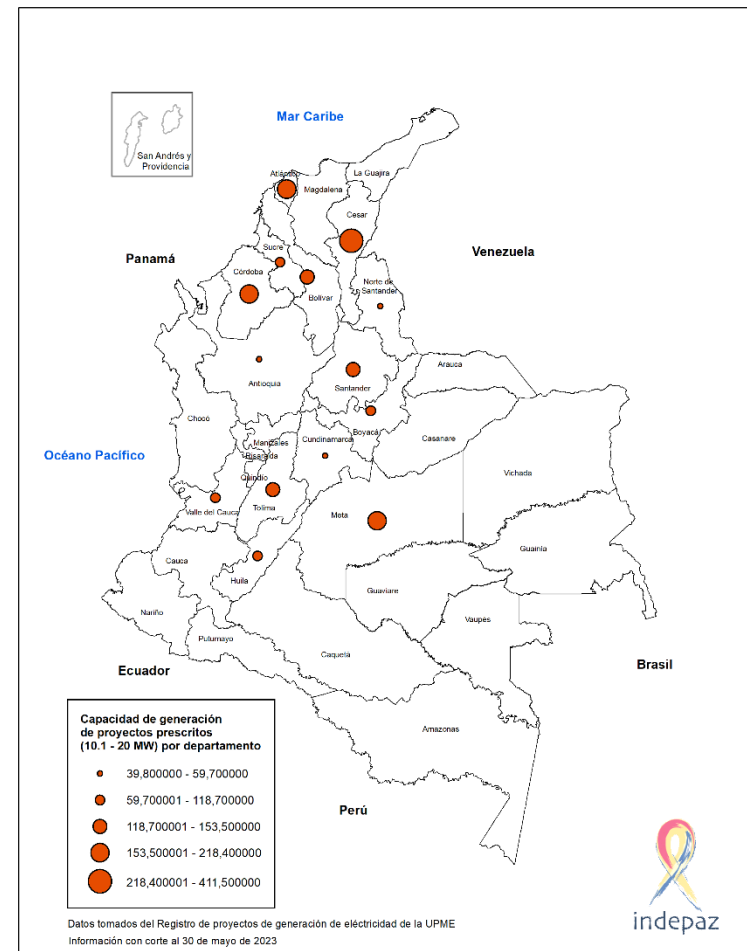 Mar Caribe
San Andrés y
Providencia
La Guajira
Magdalena
Cesar
Sucre
Panamá
Venezuela
Córdoba
Norte de
Santander
Bolívar
Arauca
Antioquia
Santander
Chocó
Boyacá
Cundinamarca
Casanare
Manizales
Océano Pacífico
Risaralda
Vichada
Quindío
Tolima
Valle del Cauca
Meta
Guainía
Cauca
Huila
Guaviare
Nariño
Vaupés
Putumayo
Caquetá
Ecuador
Brasil
Amazonas
Perú
Capacidad de generación
de proyectos prescritos
(10.1 - 20 MW) por departamento
39,800000 - 59,700000
59,700001 - 118,700000
118,700001 - 153,500000
153,500001 - 218,400000
218,400001 - 411,500000
indepaz
Datos tomados del Registro de proyectos de generación de eléctricidad de la UPME
Información con corte al 30 de mayo de 2023